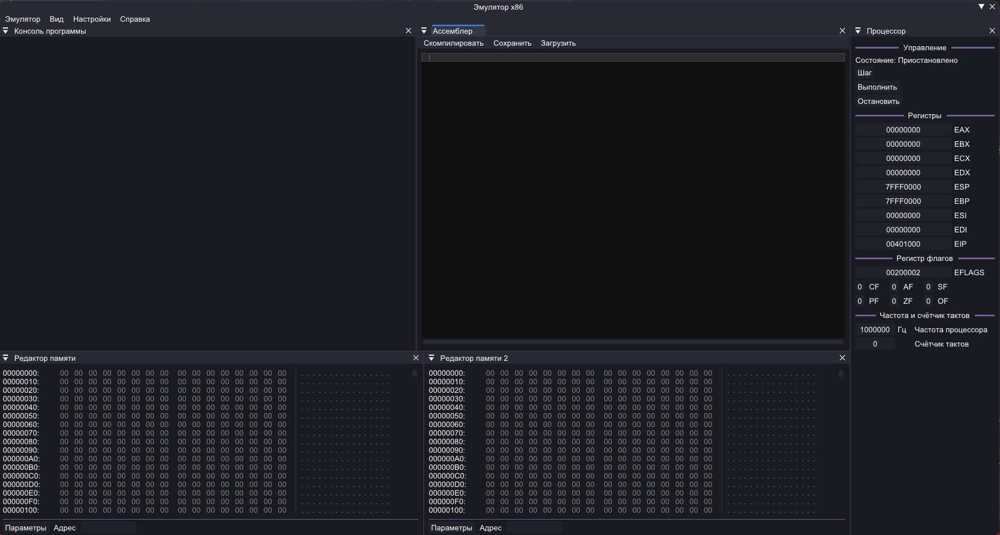 Эмулятор x86
Эмулятор Вид Настройки Справка
Консоль программы
Ассемблер
Скомпилировать Сохранить Загрузить
1
Процессор
Управление
Состояние: Приостановлено
Шаг
Выполнить
Остановить
Регистры
00000000 EAX
00000000 EBX
00000000 ECX
00000000 EDX
7FFF0000 ESP
7FFF0000 EBP
00000000 ESI
00000000 EDI
00401000 EIP
Регистр флагов
00200002 EFLAGS
0 CF 0 AF 0 SF
0 PF 0 ZF 0 OF
Частота и счётчик тактов
1000000 Гц Частота процессора
0 Счётчик тактов
Редактор памяти
00000000: 00 00 00 00 00 00 00 00 00 00 00 00 00 00 00 00 . . . . . . . . . . . . . . . .
00000010: 00 00 00 00 00 00 00 00 00 00 00 00 00 00 00 00 . . . . . . . . . . . . . . . .
00000020: 00 00 00 00 00 00 00 00 00 00 00 00 00 00 00 00 . . . . . . . . . . . . . . . .
00000030: 00 00 00 00 00 00 00 00 00 00 00 00 00 00 00 00 . . . . . . . . . . . . . . . .
00000040: 00 00 00 00 00 00 00 00 00 00 00 00 00 00 00 00 . . . . . . . . . . . . . . . .
00000050: 00 00 00 00 00 00 00 00 00 00 00 00 00 00 00 00 . . . . . . . . . . . . . . . .
00000060: 00 00 00 00 00 00 00 00 00 00 00 00 00 00 00 00 . . . . . . . . . . . . . . . .
00000070: 00 00 00 00 00 00 00 00 00 00 00 00 00 00 00 00 . . . . . . . . . . . . . . . .
00000080: 00 00 00 00 00 00 00 00 00 00 00 00 00 00 00 00 . . . . . . . . . . . . . . . .
00000090: 00 00 00 00 00 00 00 00 00 00 00 00 00 00 00 00 . . . . . . . . . . . . . . . .
000000A0: 00 00 00 00 00 00 00 00 00 00 00 00 00 00 00 00 . . . . . . . . . . . . . . . .
000000B0: 00 00 00 00 00 00 00 00 00 00 00 00 00 00 00 00 . . . . . . . . . . . . . . . .
000000C0: 00 00 00 00 00 00 00 00 00 00 00 00 00 00 00 00 . . . . . . . . . . . . . . . .
000000D0: 00 00 00 00 00 00 00 00 00 00 00 00 00 00 00 00 . . . . . . . . . . . . . . . .
000000E0: 00 00 00 00 00 00 00 00 00 00 00 00 00 00 00 00 . . . . . . . . . . . . . . . .
000000F0: 00 00 00 00 00 00 00 00 00 00 00 00 00 00 00 00 . . . . . . . . . . . . . . . .
00000100: 00 00 00 00 00 00 00 00 00 00 00 00 00 00 00 00 . . . . . . . . . . . . . . . .
Параметры Адрес
Редактор памяти 2
00000000: 00 00 00 00 00 00 00 00 00 00 00 00 00 00 00 00 . . . . . . . . . . . . . . . .
00000010: 00 00 00 00 00 00 00 00 00 00 00 00 00 00 00 00 . . . . . . . . . . . . . . . .
00000020: 00 00 00 00 00 00 00 00 00 00 00 00 00 00 00 00 . . . . . . . . . . . . . . . .
00000030: 00 00 00 00 00 00 00 00 00 00 00 00 00 00 00 00 . . . . . . . . . . . . . . . .
00000040: 00 00 00 00 00 00 00 00 00 00 00 00 00 00 00 00 . . . . . . . . . . . . . . . .
00000050: 00 00 00 00 00 00 00 00 00 00 00 00 00 00 00 00 . . . . . . . . . . . . . . . .
00000060: 00 00 00 00 00 00 00 00 00 00 00 00 00 00 00 00 . . . . . . . . . . . . . . . .
00000070: 00 00 00 00 00 00 00 00 00 00 00 00 00 00 00 00 . . . . . . . . . . . . . . . .
00000080: 00 00 00 00 00 00 00 00 00 00 00 00 00 00 00 00 . . . . . . . . . . . . . . . .
00000090: 00 00 00 00 00 00 00 00 00 00 00 00 00 00 00 00 . . . . . . . . . . . . . . . .
000000A0: 00 00 00 00 00 00 00 00 00 00 00 00 00 00 00 00 . . . . . . . . . . . . . . . .
000000B0: 00 00 00 00 00 00 00 00 00 00 00 00 00 00 00 00 . . . . . . . . . . . . . . . .
000000C0: 00 00 00 00 00 00 00 00 00 00 00 00 00 00 00 00 . . . . . . . . . . . . . . . .
000000D0: 00 00 00 00 00 00 00 00 00 00 00 00 00 00 00 00 . . . . . . . . . . . . . . . .
000000E0: 00 00 00 00 00 00 00 00 00 00 00 00 00 00 00 00 . . . . . . . . . . . . . . . .
000000F0: 00 00 00 00 00 00 00 00 00 00 00 00 00 00 00 00 . . . . . . . . . . . . . . . .
00000100: 00 00 00 00 00 00 00 00 00 00 00 00 00 00 00 00 . . . . . . . . . . . . . . . .
Параметры Адрес